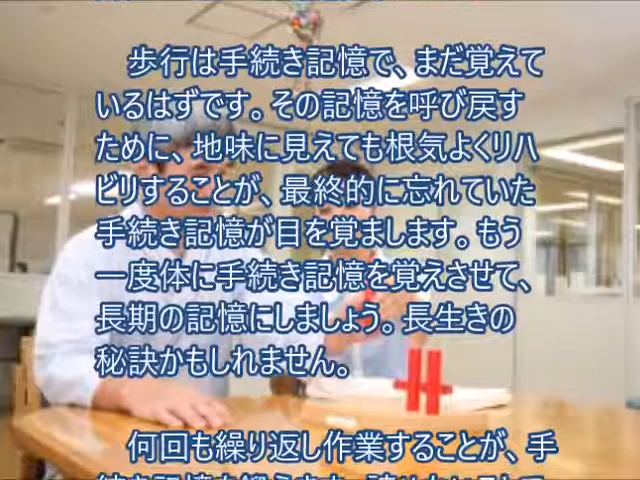 歩行は手続き記憶で、まだ覚えて
いるはずです。その記憶を呼び戻す
ために、地味に見えても根気よくリハ
ビリすることが、最終的に忘れていた
手続き記憶が目を覚まします。もう
一度体に手続き記憶を覚えさせて、
長期の記憶にしましょう。長生きの
秘訣かもしれません。
何回も繰り返し作業することが、手